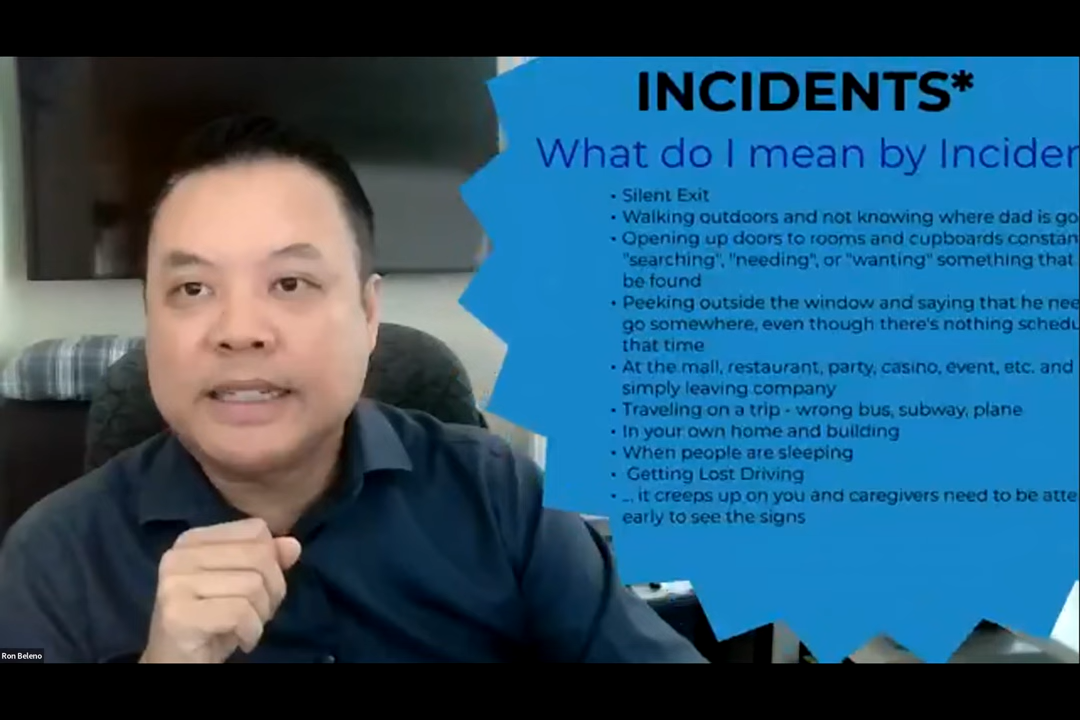 INCIDENTS*
What do I mean by Inciden
• Silent Exit
• Walking outdoors and not knowing where dad is go
• Opening up doors to rooms and cupboards constan
"searching", "needing", or "wanting" something that
be found
• Peeking outside the window and saying that he nee
go somewhere, even though there's nothing schedu
that time
• At the mall, restaurant, party, casino, event, etc. and
simply leaving company
• Traveling on a trip - wrong bus, subway, plane
• In your own home and building
• When people are sleeping
• Getting Lost Driving
• ... it creeps up on you and caregivers need to be atte
early to see the signs
Ron Beleno